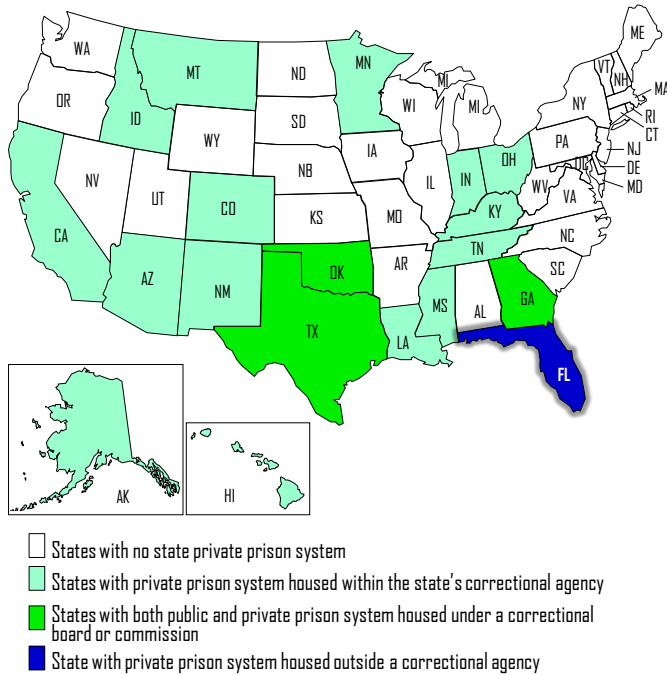 WA
MT
ND
MN
ME
VT
NH
MA
OR
ID
SD
WI
MI
MI
NY
RI
CT
WY
IA
PA
NJ
NB
IL
IN
OH
DC
DE
MD
NV
UT
CO
KS
MO
WV
VA
KY
CA
NC
TN
AZ
NM
OK
AR
SC
MS
AL
GA
TX
LA
FL
AK
HI
States with no state private prison system
States with private prison system housed within the state's correctional agency
States with both public and private prison system housed under a correctional
board or commission
State with private prison system housed outside a correctional agency